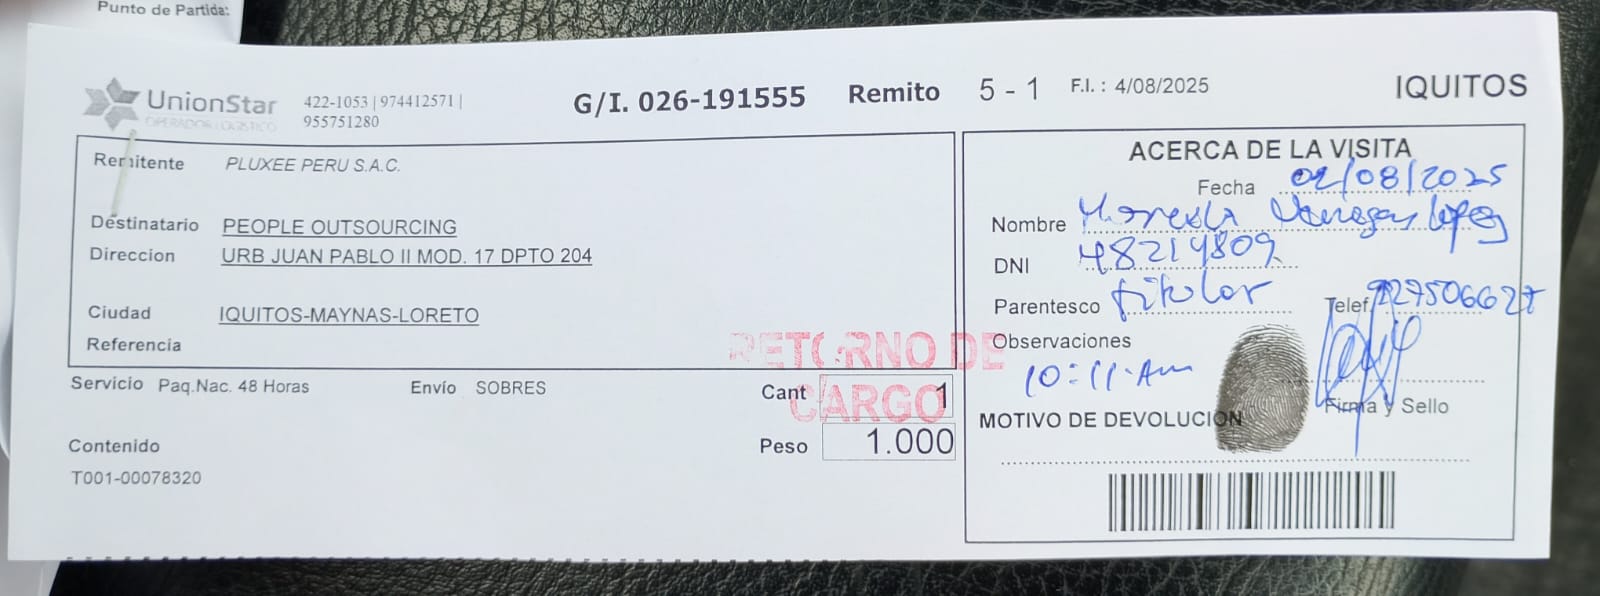 Punto de Partida:
UnionStar
OPERADOR LOGISTICO
422-1053 | 974412571 |
955751280
G/I. 026-191555 Remito 5 - 1 F.I. : 4/08/2025 IQUITOS
Remitente PLUXEE PERU S.A.C.
Destinatario PEOPLE OUTSOURCING
Direccion URB JUAN PABLO II MOD. 17 DPTO 204
Ciudad IQUITOS-MAYNAS-LORETO
Referencia
Servicio Paq.Nac. 48 Horas Envío SOBRES Cant 1
RETORNO DE
CARGO
Contenido Peso 1.000
T001-00078320
ACERCA DE LA VISITA
Fecha /08/2025
Nombre
DNI 48214809
Parentesco titular Telef. 927506627
Observaciones
10:11 Am
Firma y Sello
MOTIVO DE DEVOLUCION